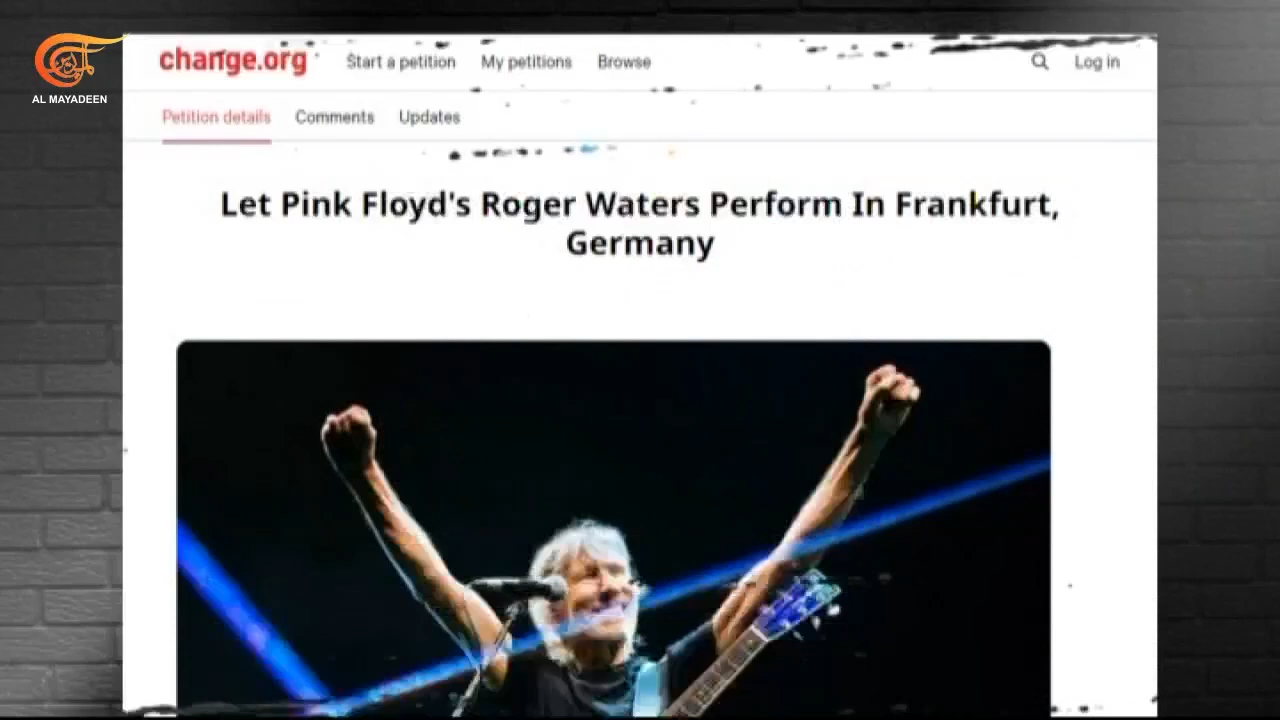 AL MAYADEEN
change.org Start a petition My petitions Browse Log in
Petition details Comments Updates
Let Pink Floyd's Roger Waters Perform In Frankfurt,
Germany